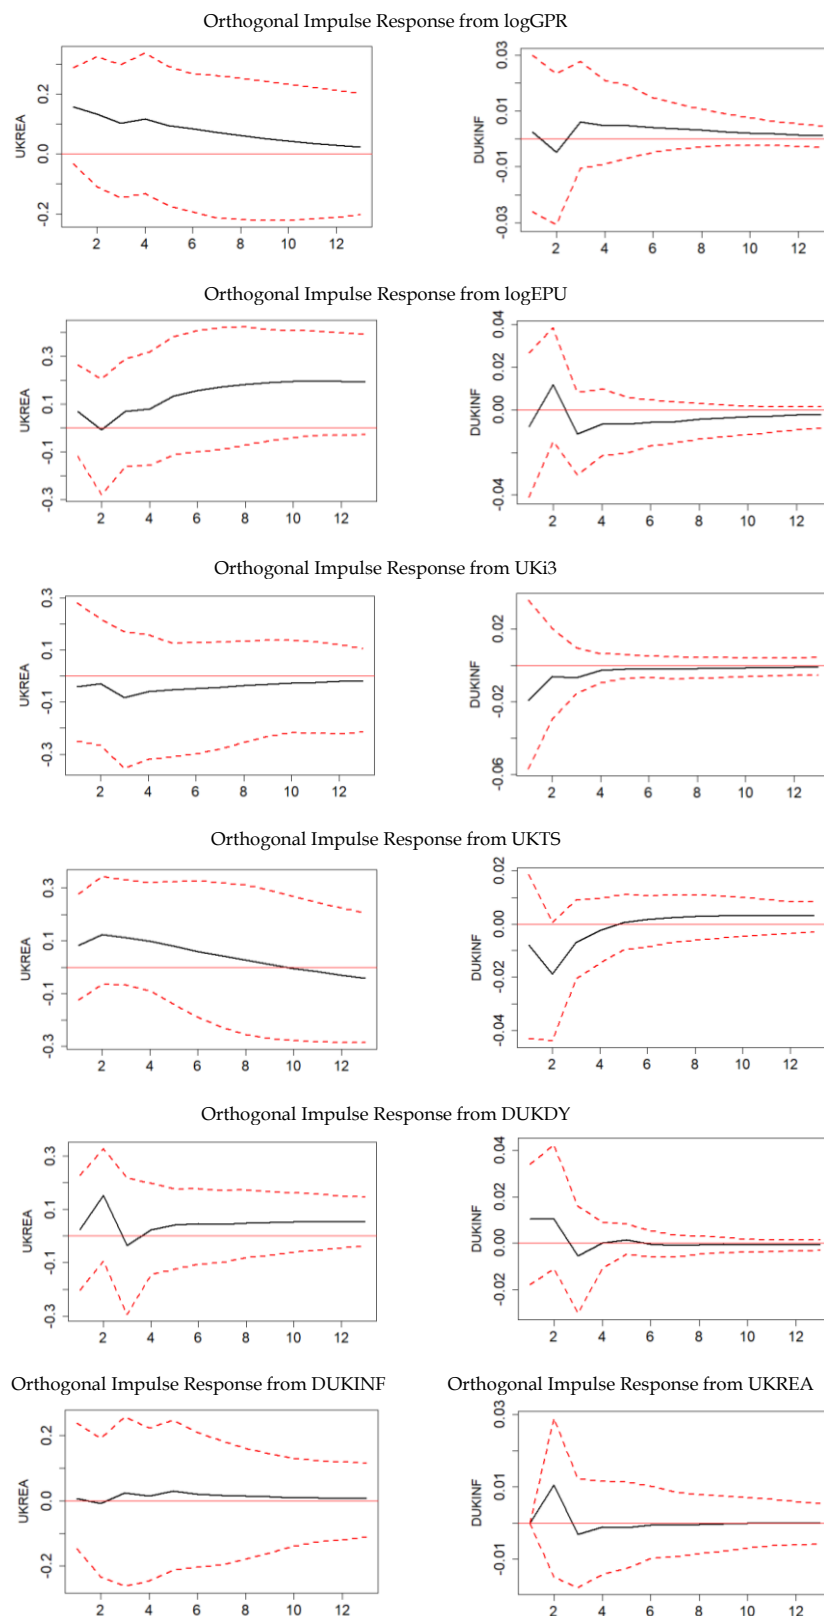 Orthogonal Impulse Response from logGPR
UKREA
0.2
0.0
-0.2
2 4 6 8 10 12
DUKINF
0.03
0.01
-0.01
-0.03
2 4 6 8 10 12
Orthogonal Impulse Response from logEPU
UKREA
0.3
0.1
-0.1
-0.3
2 4 6 8 10 12
DUKINF
0.04
0.02
0.00
-0.04
2 4 6 8 10 12
Orthogonal Impulse Response from UKi3
UKREA
0.3
0.1
-0.1
-0.3
2 4 6 8 10 12
DUKINF
0.02
-0.02
-0.06
2 4 6 8 10 12
Orthogonal Impulse Response from UKTS
UKREA
0.3
0.1
-0.1
-0.3
2 4 6 8 10 12
DUKINF
0.02
0.00
-0.02
-0.04
2 4 6 8 10 12
Orthogonal Impulse Response from DUKDY
UKREA
0.3
0.1
-0.1
-0.3
2 4 6 8 10 12
DUKINF
0.04
0.02
0.00
-0.02
2 4 6 8 10 12
Orthogonal Impulse Response from DUKINF
UKREA
0.2
0.0
-0.2
2 4 6 8 10 12
Orthogonal Impulse Response from UKREA
DUKINF
0.03
0.01
-0.01
2 4 6 8 10 12